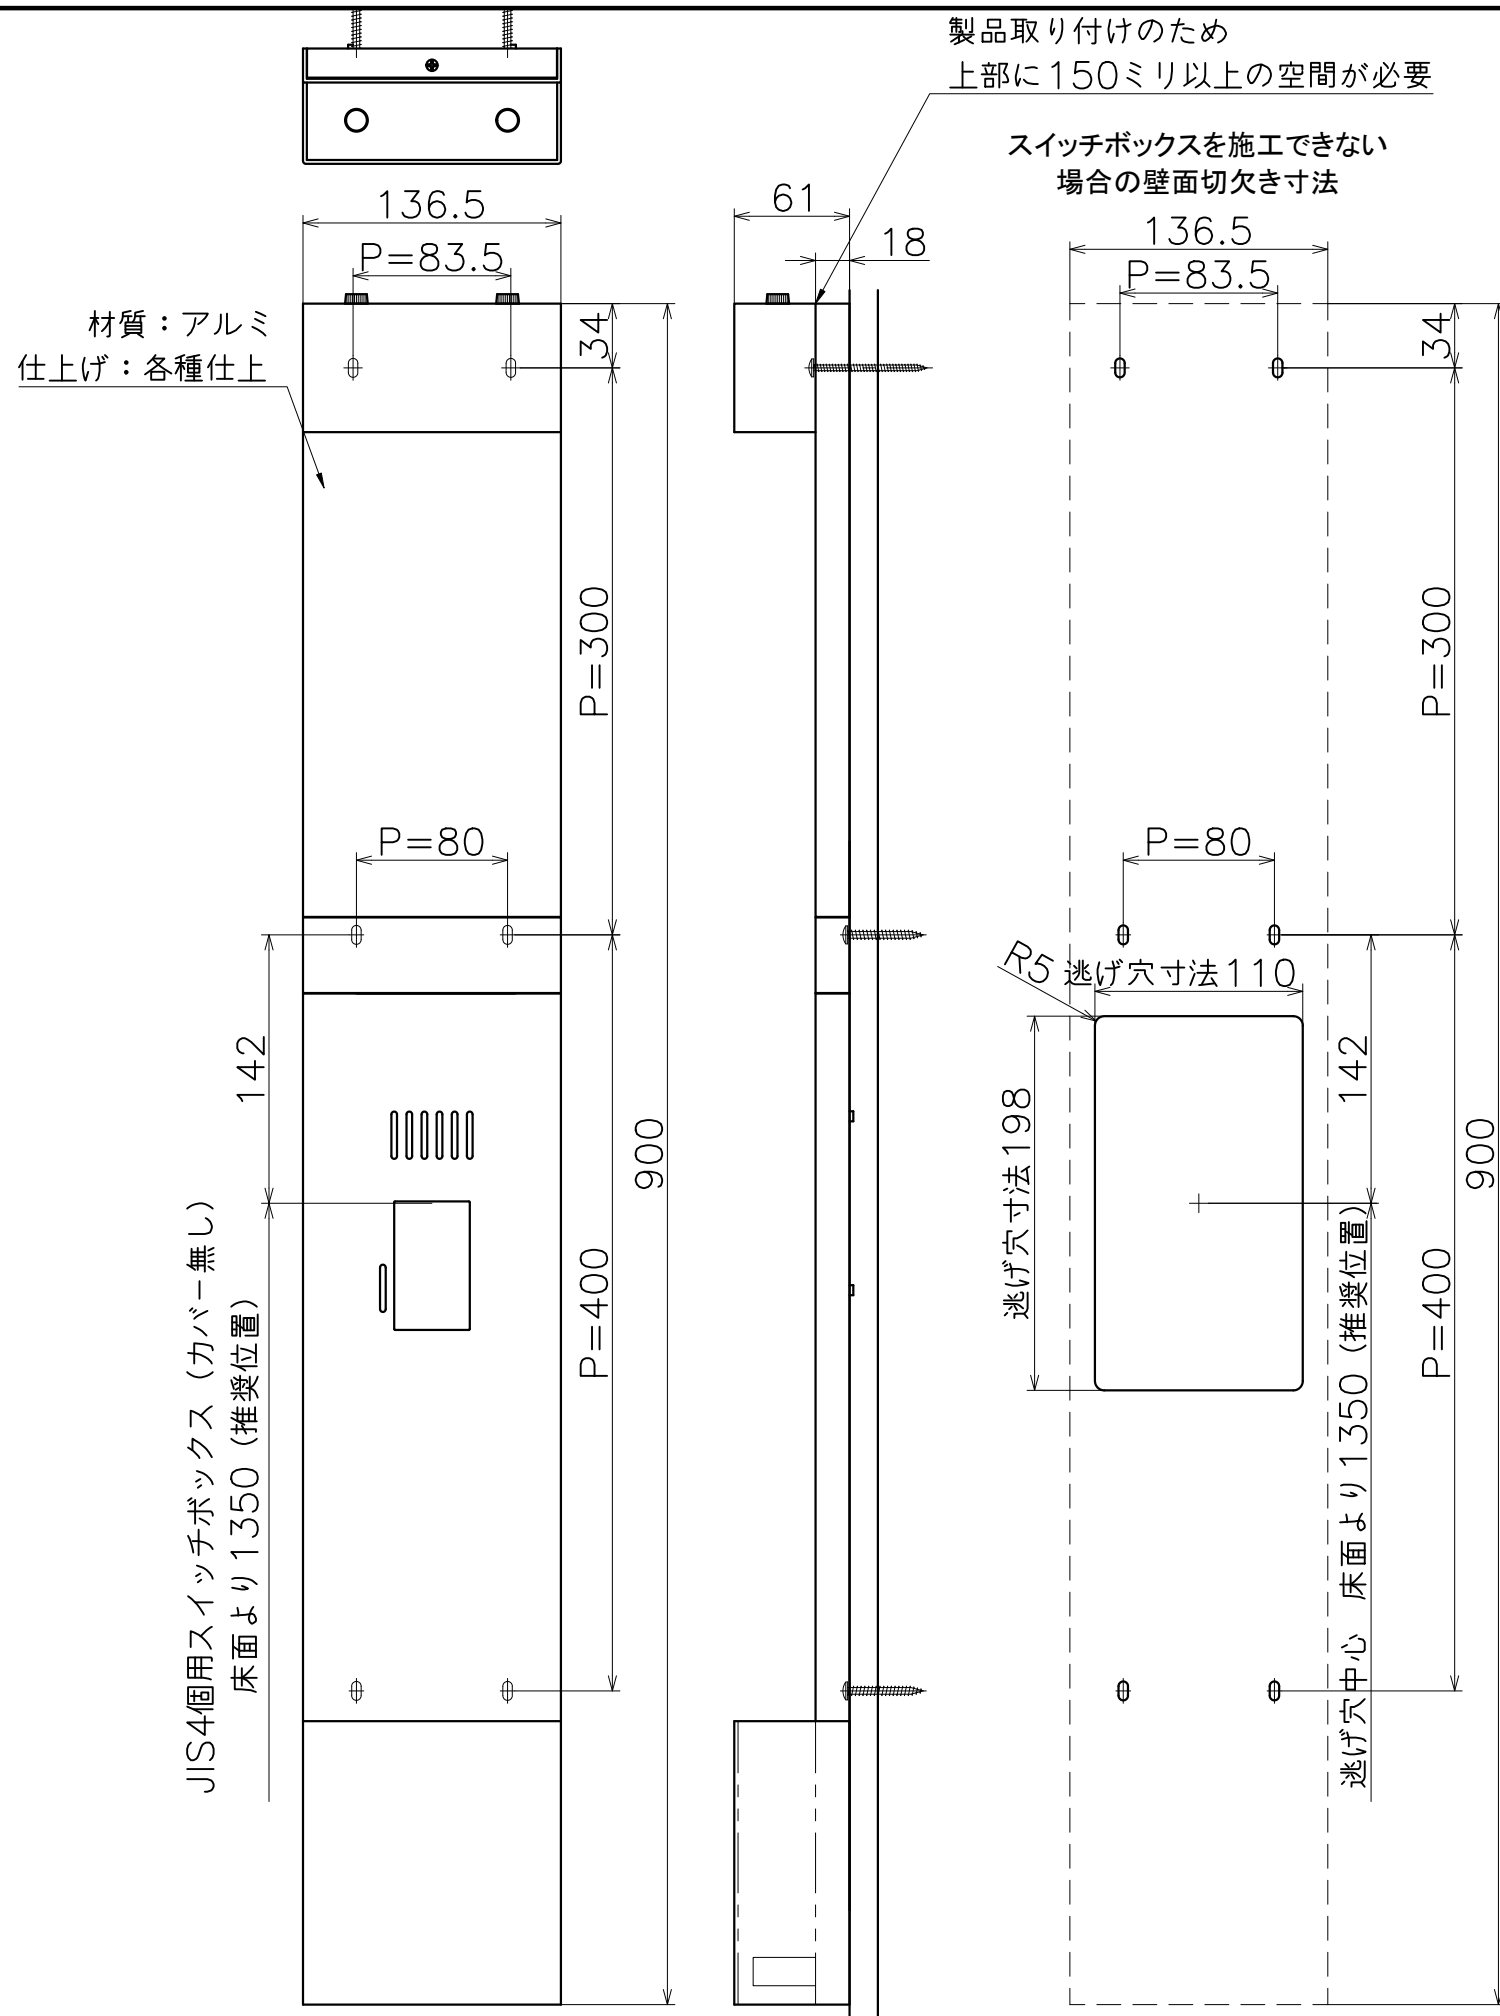 製品取り付けのため
上部に150ミリ以上の空間が必要
スイッチボックスを施工できない
場合の壁面切欠き寸法
136.5
P=83.5
61
18
136.5
P=83.5
材質：アルミ
仕上げ：各種仕上
34
34
P=300
P=300
P=80
P=80
R5
逃げ穴寸法110
142
142
逃げ穴寸法198
900
900
JIS4個用スイッチボックス（カバー無し）
床面より1350（推奨位置）
P=400
P=400
逃げ穴中心　床面より1350（推奨位置）